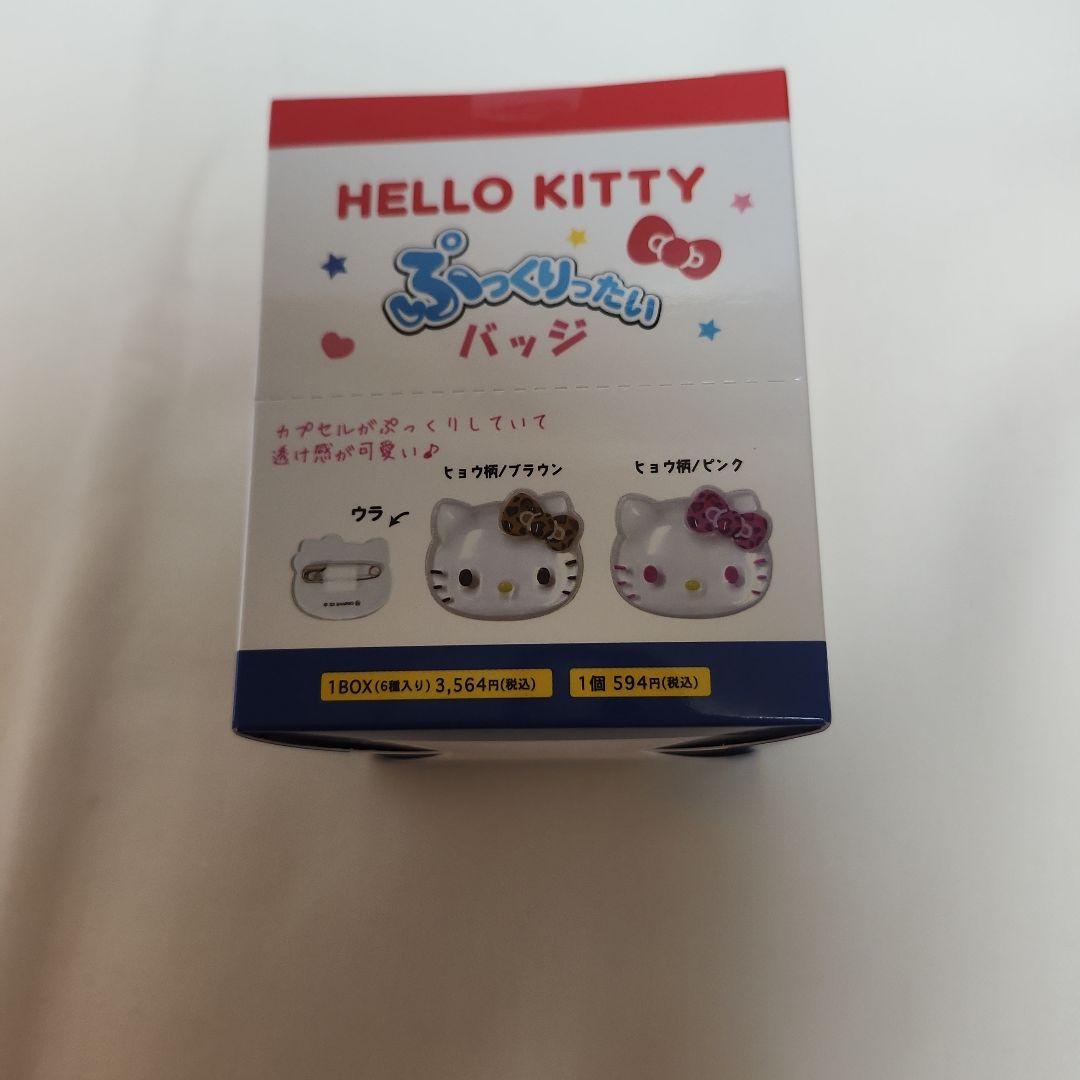 HELLO KITTY
ぷっくりったい
バッジ
カプセルがぷっくりしていて
透け感が可愛い♪
ヒョウ柄/ブラウン
ヒョウ柄/ピンク
ウラ
1BOX(6種入り) 3,564円(税込)
1個 594円(税込)